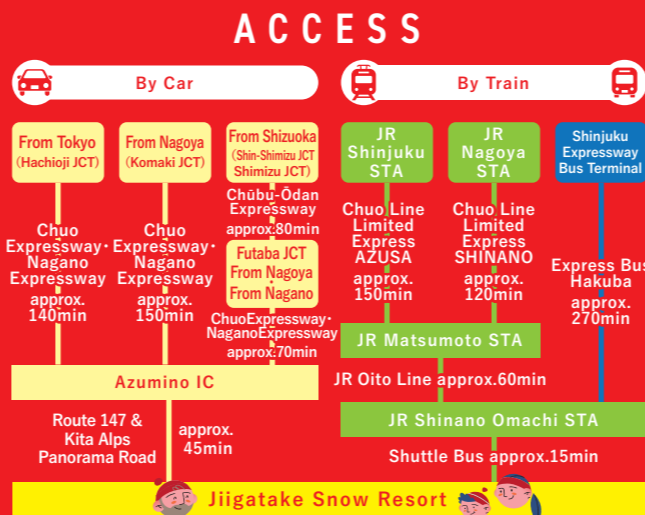 ACCESS
By Car
From Tokyo
(Hachioji JCT)
Chuo
Expressway・
Nagano
Expressway
approx.
140min
From Nagoya
(Komaki JCT)
Chuo
Expressway・
Nagano
Expressway
approx.
150min
From Shizuoka
(Shin-Shimizu JCT
Shimizu JCT)
Chūbu-Ōdan
Expressway
approx.80min
Futaba JCT
From Nagoya
・
From Nagano
ChuoExpressway・
NaganoExpressway
approx.70min
Azumino IC
Route 147 &
Kita Alps
Panorama Road
approx.
45min
By Train
JR
Shinjuku
STA
Chuo Line
Limited
Express
AZUSA
approx.
150min
JR
Nagoya
STA
Chuo Line
Limited
Express
SHINANO
approx.
120min
Shinjuku
Expressway
Bus Terminal
Express Bus
Hakuba
approx.
270min
JR Matsumoto STA
JR Oito Line approx.60min
JR Shinano Omachi STA
Shuttle Bus approx.15min
Jiigatake Snow Resort